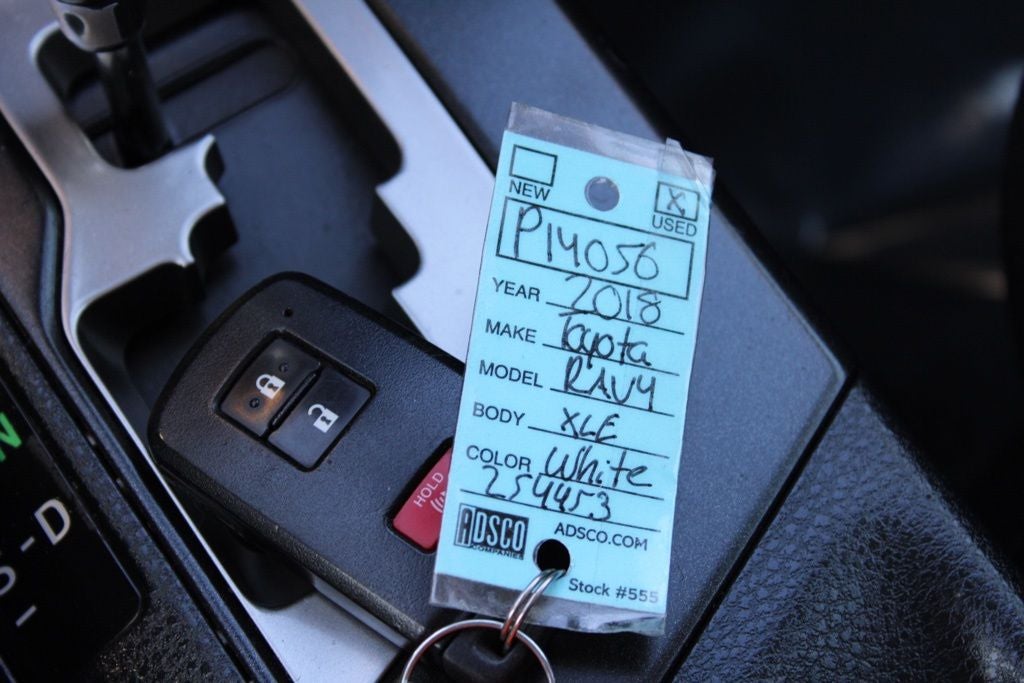 NEW
X
USED
P14056
YEAR 2018
MAKE Toyota
MODEL RAV4
BODY XLE
COLOR White
254453
ADSCO COMPANIES ADSCO.COM
Stock #555
HOLD
N
D